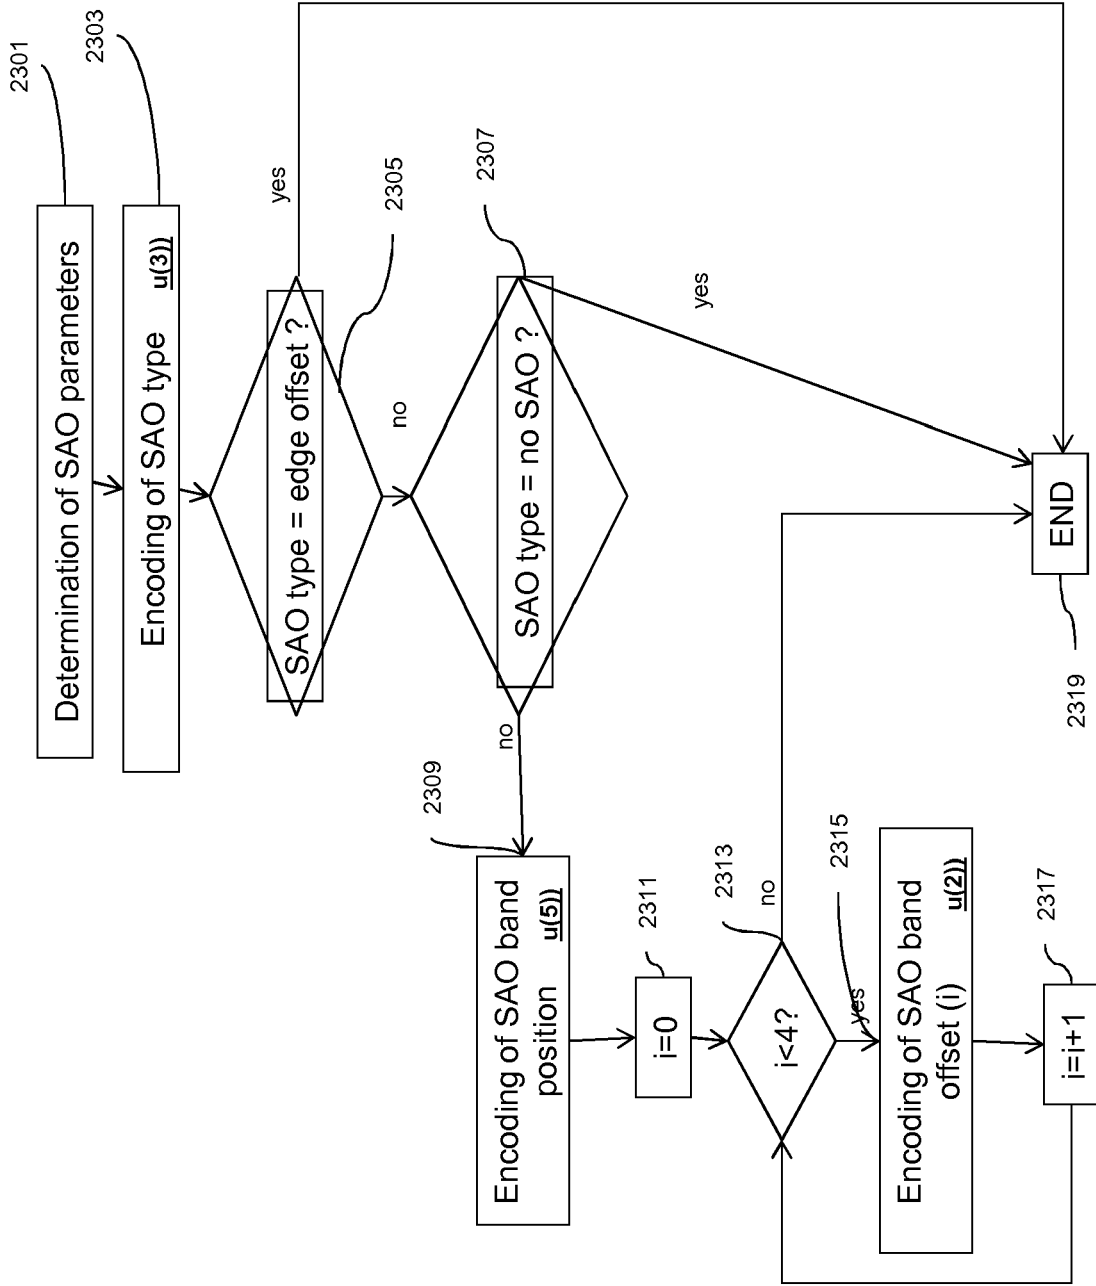 2301
Determination of SAO parameters
2303
Encoding of SAO type u(3))
yes
SAO type = edge offset ?
2305
no
2307
SAO type = no SAO ?
yes
no
2309
Encoding of SAO band
position u(5))
2311
i=0
2313
i<4?
no
yes
2315
Encoding of SAO band
offset (i) u(2))
2317
i=i+1
END
2319